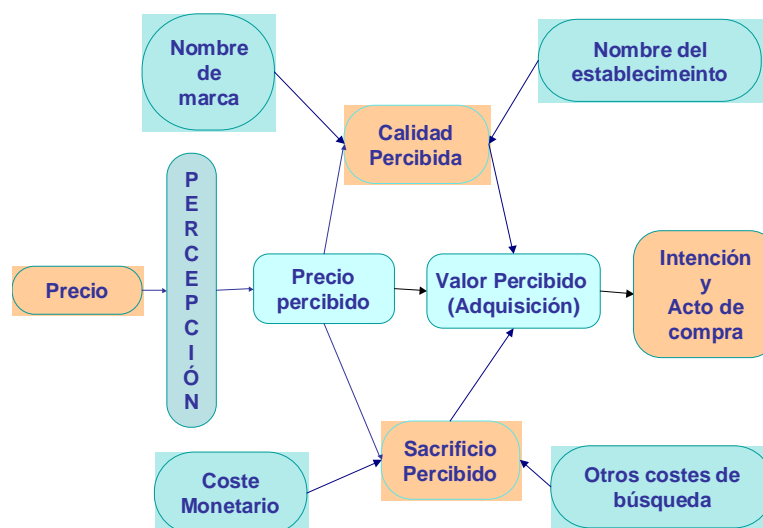 Nombre
de
marca
Nombre del
establecimeinto
Calidad
Percibida
PERCEPCIÓN
Precio
Precio
percibido
Valor Percibido
(Adquisición)
Intención
y
Acto de
compra
Sacrificio
Percibido
Coste
Monetario
Otros costes de
búsqueda